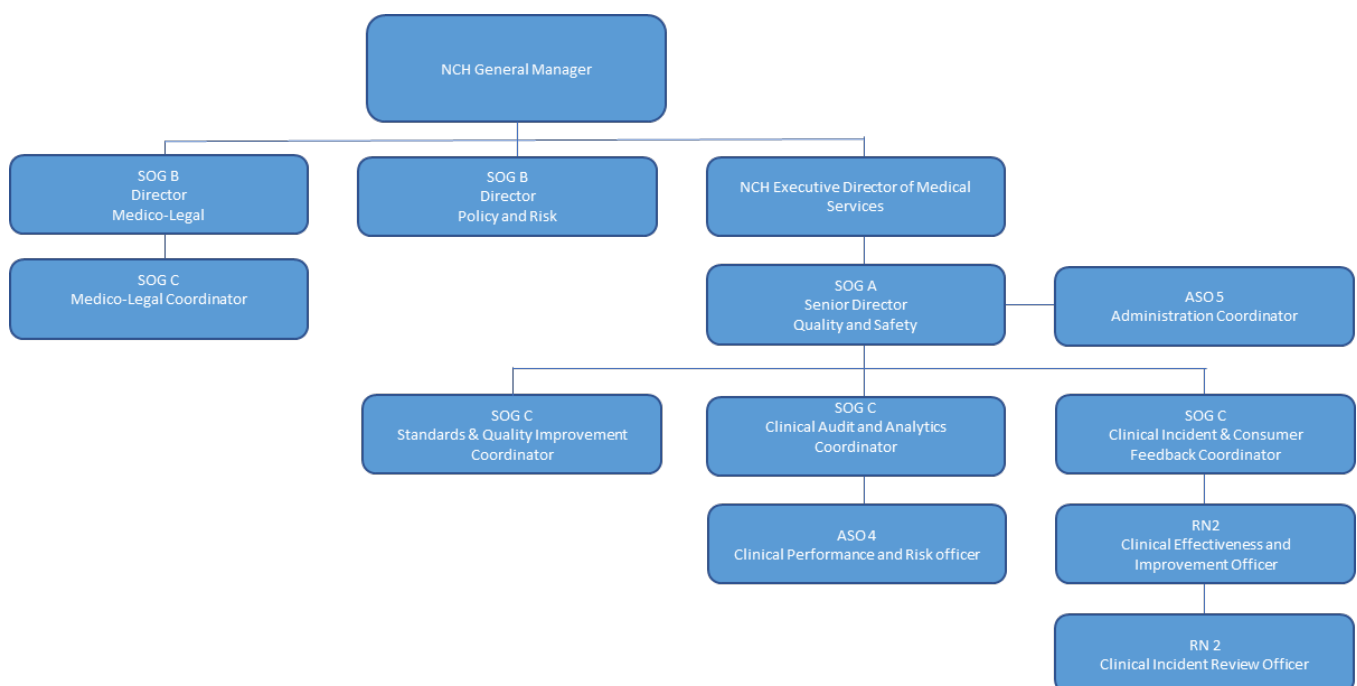 NCH General Manager
SOG B
Director
Medico-Legal
SOG B
Director
Policy and Risk
NCH Executive Director of Medical
Services
SOG C
Medico-Legal Coordinator
SOG A
Senior Director
Quality and Safety
ASO 5
Administration Coordinator
SOG C
Standards & Quality Improvement
Coordinator
SOG C
Clinical Audit and Analytics
Coordinator
SOG C
Clinical Incident & Consumer
Feedback Coordinator
ASO 4
Clinical Performance and Risk officer
RN2
Clinical Effectiveness and
Improvement Officer
RN 2
Clinical Incident Review Officer